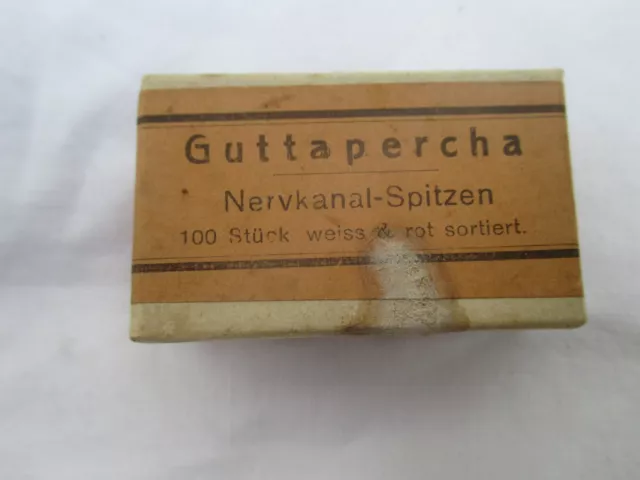 Guttapercha
Nervkanal-Spitzen
100 Stück weiss & rot sortiert.